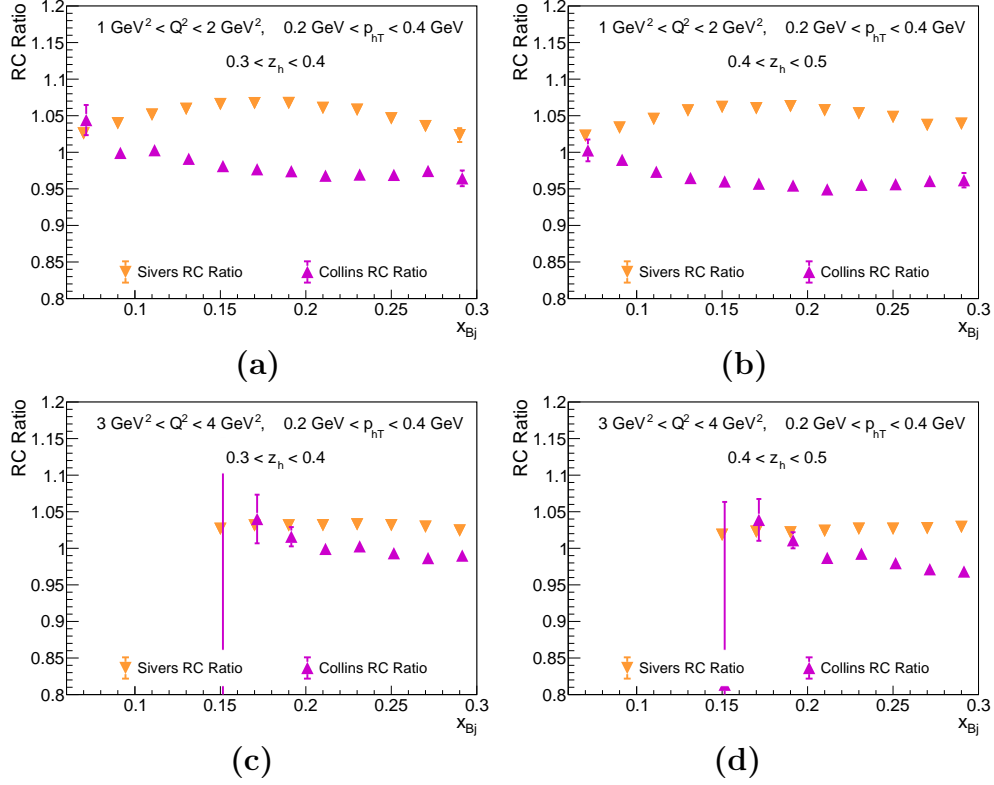 RC Ratio
1 GeV² < Q² < 2 GeV², 0.2 GeV < p_hT < 0.4 GeV
0.3 < z_h < 0.4
1.2
1.15
1.1
1.05
1
0.95
0.9
0.85
0.8
Sivers RC Ratio
Collins RC Ratio
0.1 0.15 0.2 0.25 0.3
x_Bj
(a)
RC Ratio
1 GeV² < Q² < 2 GeV², 0.2 GeV < p_hT < 0.4 GeV
0.4 < z_h < 0.5
1.2
1.15
1.1
1.05
1
0.95
0.9
0.85
0.8
Sivers RC Ratio
Collins RC Ratio
0.1 0.15 0.2 0.25 0.3
x_Bj
(b)
RC Ratio
3 GeV² < Q² < 4 GeV², 0.2 GeV < p_hT < 0.4 GeV
0.3 < z_h < 0.4
1.2
1.15
1.1
1.05
1
0.95
0.9
0.85
0.8
Sivers RC Ratio
Collins RC Ratio
0.1 0.15 0.2 0.25 0.3
x_Bj
(c)
RC Ratio
3 GeV² < Q² < 4 GeV², 0.2 GeV < p_hT < 0.4 GeV
0.4 < z_h < 0.5
1.2
1.15
1.1
1.05
1
0.95
0.9
0.85
0.8
Sivers RC Ratio
Collins RC Ratio
0.1 0.15 0.2 0.25 0.3
x_Bj
(d)